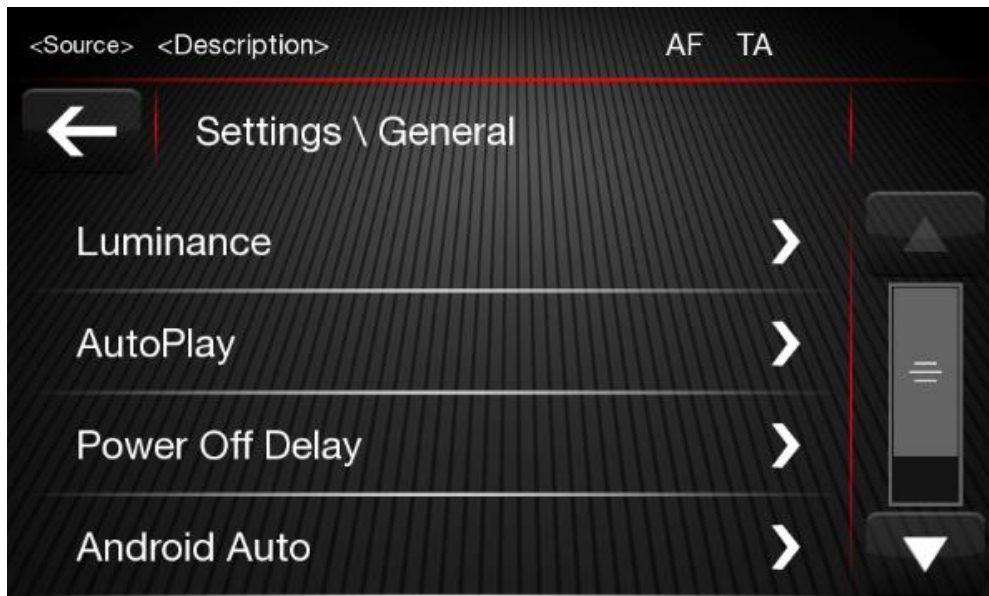 <Source> <Description> AF TA
Settings \ General
Luminance
AutoPlay
Power Off Delay
Android Auto